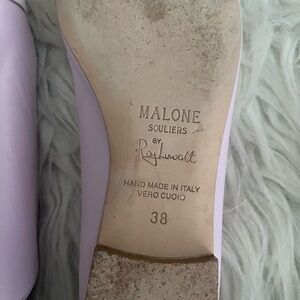 MALONE
SOULIERS
BY
Roy Luwolt
HAND MADE IN ITALY
VERO CUOIO
38